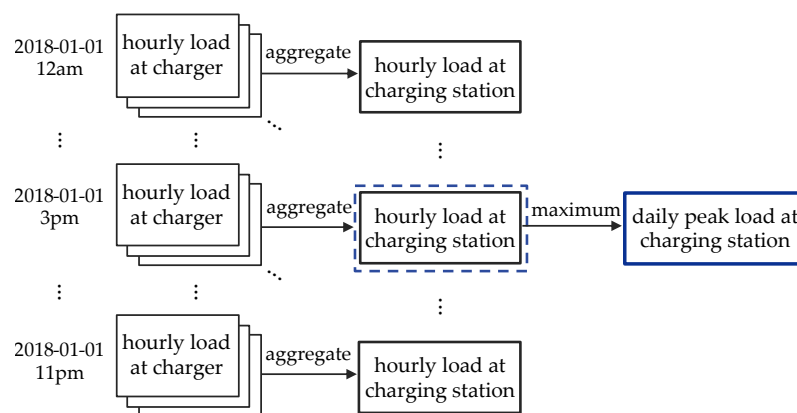 2018-01-01
12am
hourly load
at charger
aggregate
hourly load at
charging station
2018-01-01
3pm
hourly load
at charger
aggregate
hourly load at
charging station
maximum
daily peak load at
charging station
2018-01-01
11pm
hourly load
at charger
aggregate
hourly load at
charging station